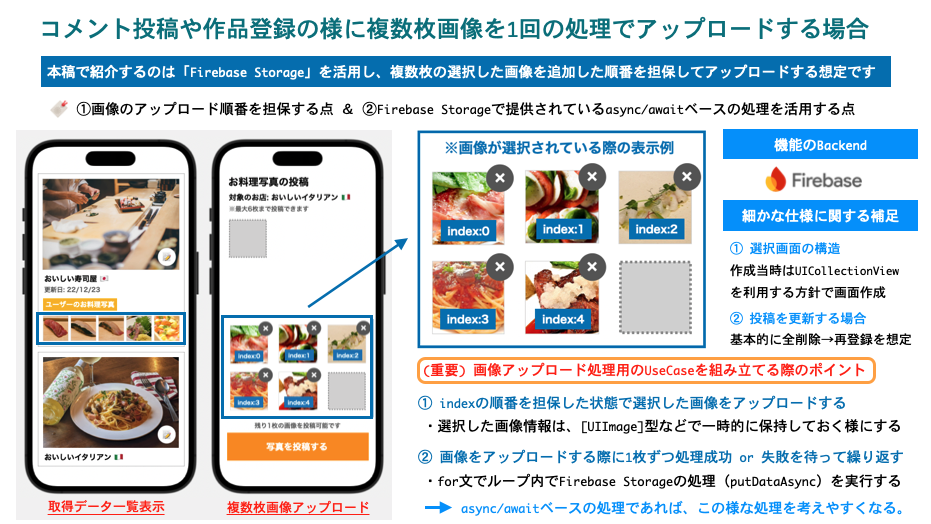 コメント投稿や作品登録の様に複数枚画像を1回の処理でアップロードする場合
本稿で紹介するのは「Firebase Storage」を活用し、複数枚の選択した画像を追加した順番を担保してアップロードする想定です
①画像のアップロード順番を担保する点 & ②Firebase Storageで提供されているasync/awaitベースの処理を活用する点
おいしい寿司屋 🇯🇵
更新日: 22/12/23
ユーザーのお料理写真
おいしいイタリアン 🇮🇹
取得データ一覧表示
お料理写真の投稿
対象のお店: おいしいイタリアン 🇮🇹
※最大6枚まで投稿できます
index:0
index:1
index:2
index:3
index:4
残り1枚の画像を投稿可能です
写真を投稿する
複数枚画像アップロード
※画像が選択されている際の表示例
index:0
index:1
index:2
index:3
index:4
機能のBackend
Firebase
細かな仕様に関する補足
① 選択画面の構造
作成当時はUICollectionView
を利用する方針で画面作成
② 投稿を更新する場合
基本的に全削除→再登録を想定
(重要) 画像アップロード処理用のUseCaseを組み立てる際のポイント
① indexの順番を担保した状態で選択した画像をアップロードする
・選択した画像情報は、[UIImage]型などで一時的に保持しておく様にする
② 画像をアップロードする際に1枚ずつ処理成功 or 失敗を待って繰り返す
・for文でループ内でFirebase Storageの処理（putDataAsync）を実行する
async/awaitベースの処理であれば、この様な処理を考えやすくなる。